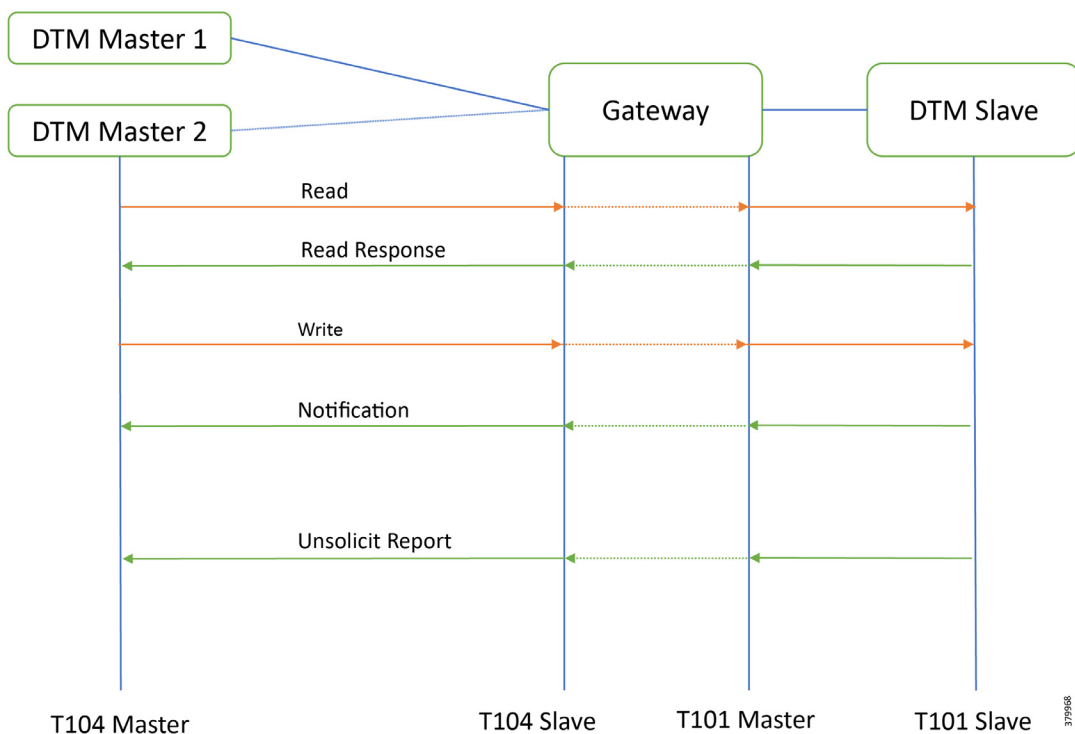 DTM Master 1
DTM Master 2
Gateway
DTM Slave
Read
Read Response
Write
Notification
Unsolicit Report
T104 Master
T104 Slave
T101 Master
T101 Slave
379968